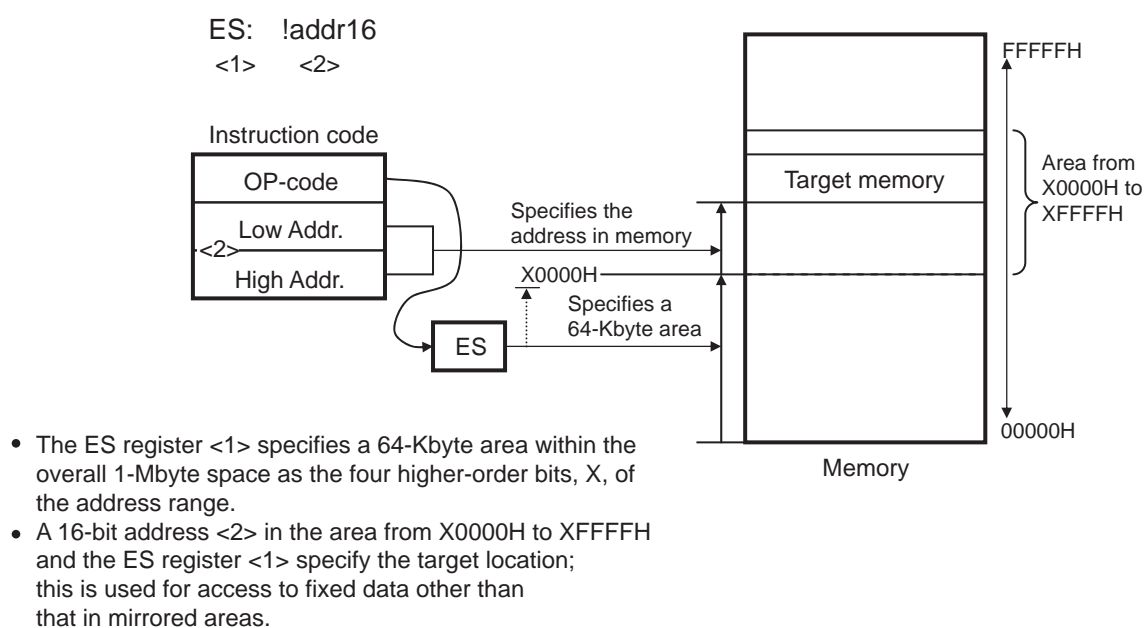 ES: !addr16
<1> <2>
Instruction code
OP-code
Low Addr.
<2>
High Addr.
ES
Specifies the
address in memory
X0000H
Specifies a
64-Kbyte area
Target memory
FFFFFH
Area from
X0000H to
XFFFFH
00000H
Memory
• The ES register <1> specifies a 64-Kbyte area within the
overall 1-Mbyte space as the four higher-order bits, X, of
the address range.
• A 16-bit address <2> in the area from X0000H to XFFFFH
and the ES register <1> specify the target location;
this is used for access to fixed data other than
that in mirrored areas.